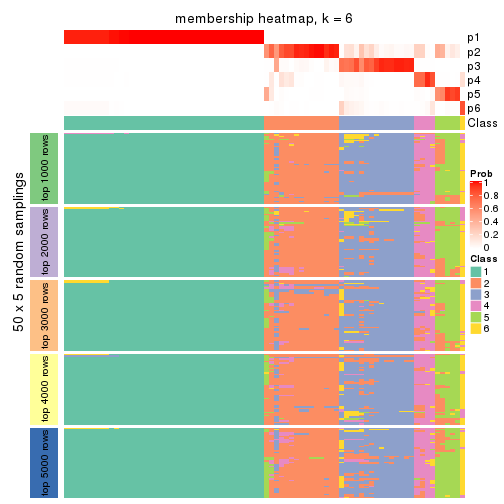 membership heatmap, k = 6
p1
p2
p3
p4
p5
p6
Class
50 x 5 random samplings
top 1000 rows
top 2000 rows
top 3000 rows
top 4000 rows
top 5000 rows
Prob
1
0.8
0.6
0.4
0.2
0
Class
1
2
3
4
5
6